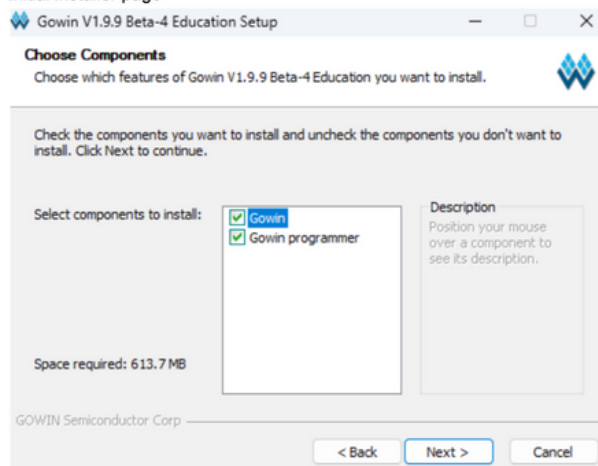 Gowin V1.9.9 Beta-4 Education Setup
Choose Components
Choose which features of Gowin V1.9.9 Beta-4 Education you want to install.
Check the components you want to install and uncheck the components you don't want to
install. Click Next to continue.
Select components to install:
Gowin
Gowin programmer
Description
Position your mouse
over a component to
see its description.
Space required: 613.7 MB
GOWIN Semiconductor Corp
< Back
Next >
Cancel